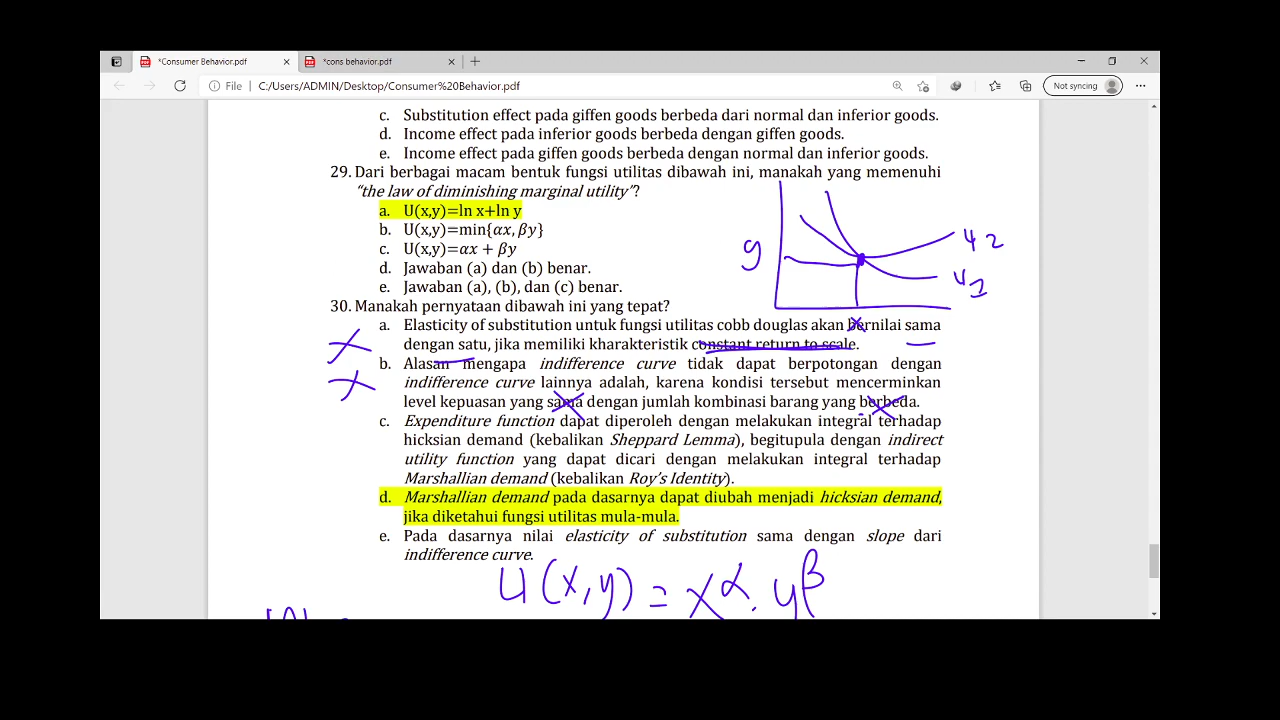 *Consumer Behavior.pdf
*cons behavior.pdf
File | C:/Users/ADMIN/Desktop/Consumer%20Behavior.pdf
Not syncing
c. Substitution effect pada giffen goods berbeda dari normal dan inferior goods.
d. Income effect pada inferior goods berbeda dengan giffen goods.
e. Income effect pada giffen goods berbeda dengan normal dan inferior goods.
29. Dari berbagai macam bentuk fungsi utilitas dibawah ini, manakah yang memenuhi
“the law of diminishing marginal utility”?
a. U(x,y)=ln x+ln y
b. U(x,y)=min{αx, βy}
c. U(x,y)=αx + βy
d. Jawaban (a) dan (b) benar.
e. Jawaban (a), (b), dan (c) benar.
y
x
30. Manakah pernyataan dibawah ini yang tepat?
a. Elasticity of substitution untuk fungsi utilitas cobb douglas akan bernilai sama
dengan satu, jika memiliki kharakteristik constant return to scale.
b. Alasan mengapa indifference curve tidak dapat berpotongan dengan
indifference curve lainnya adalah, karena kondisi tersebut mencerminkan
level kepuasan yang sama dengan jumlah kombinasi barang yang berbeda.
c. Expenditure function dapat diperoleh dengan melakukan integral terhadap
hicksian demand (kebalikan Sheppard Lemma), begitupula dengan indirect
utility function yang dapat dicari dengan melakukan integral terhadap
Marshallian demand (kebalikan Roy’s Identity).
d. Marshallian demand pada dasarnya dapat diubah menjadi hicksian demand,
jika diketahui fungsi utilitas mula-mula.
e. Pada dasarnya nilai elasticity of substitution sama dengan slope dari
indifference curve.
U(x,y) = x^α . y^β